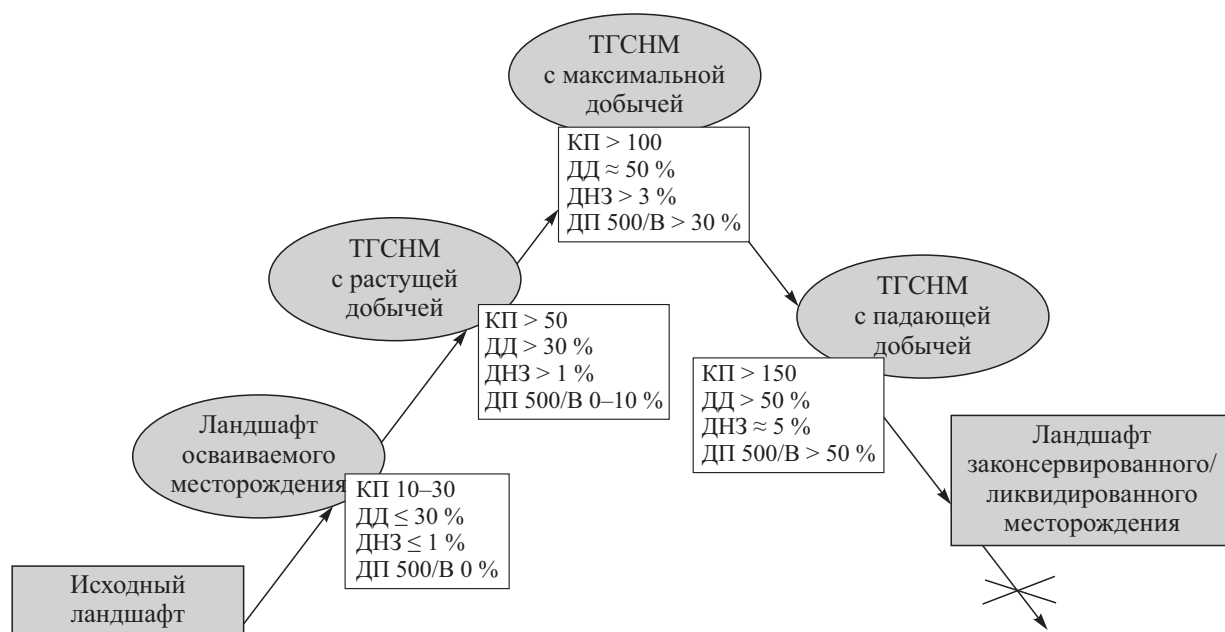 ТГСНМ
с максимальной
добычей
КП > 100
ДД ≈ 50 %
ДНЗ > 3 %
ДП 500/В > 30 %
ТГСНМ
с растущей
добычей
КП > 50
ДД > 30 %
ДНЗ > 1 %
ДП 500/В 0–10 %
ТГСНМ
с падающей
добычей
КП > 150
ДД > 50 %
ДНЗ ≈ 5 %
ДП 500/В > 50 %
Ландшафт
осваиваемого
месторождения
КП 10–30
ДД ≤ 30 %
ДНЗ ≤ 1 %
ДП 500/В 0 %
Ландшафт
законсервированного/
ликвидированного
месторождения
Исходный
ландшафт